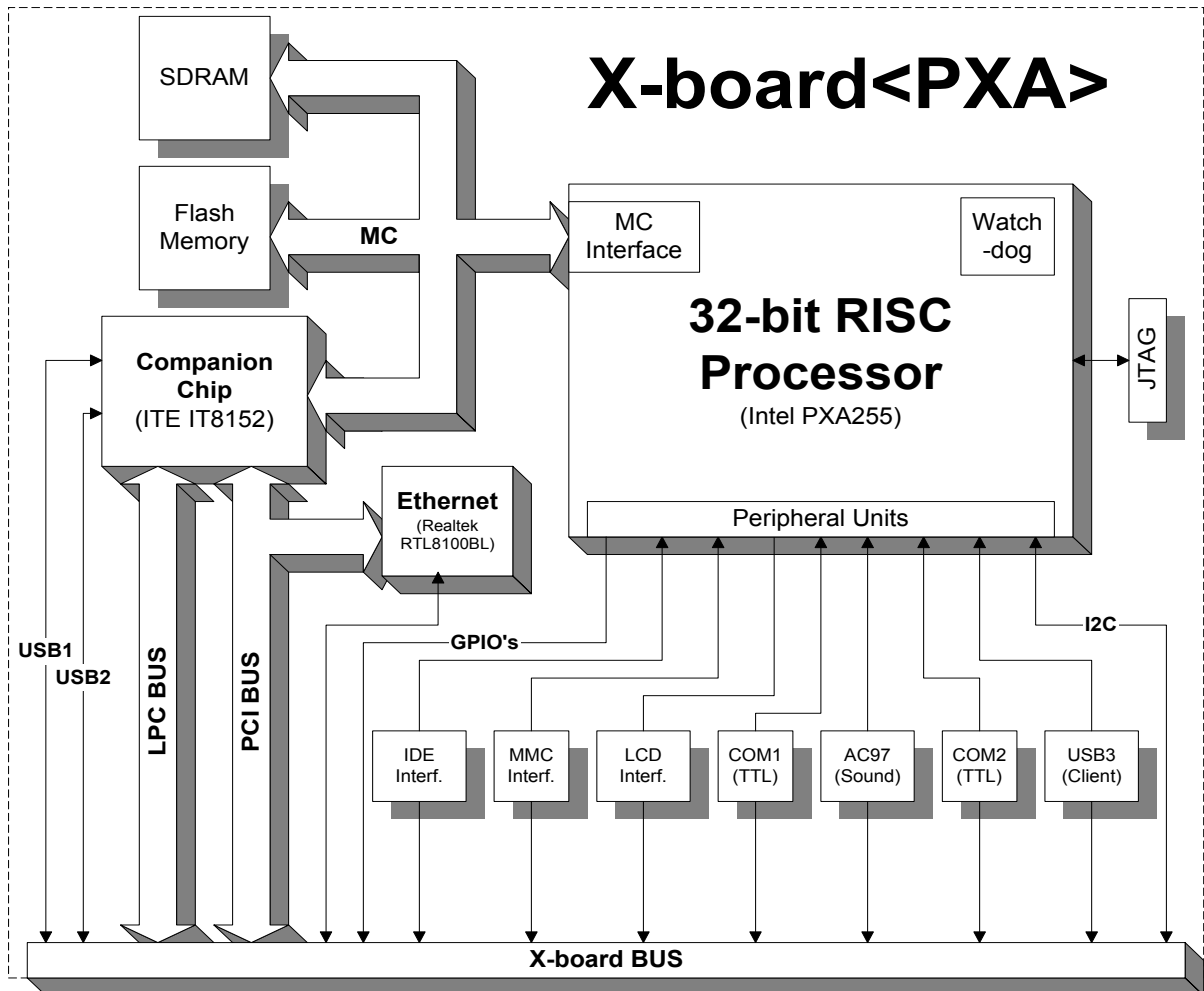 SDRAM
X-board<PXA>
Flash
Memory
MC
MC
Interface
Watch
-dog
32-bit RISC
Processor
(Intel PXA255)
JTAG
Companion
Chip
(ITE IT8152)
Ethernet
(Realtek
RTL8100BL)
Peripheral Units
USB1
USB2
LPC BUS
PCI BUS
GPIO's
I2C
IDE
Interf.
MMC
Interf.
LCD
Interf.
COM1
(TTL)
AC97
(Sound)
COM2
(TTL)
USB3
(Client)
X-board BUS